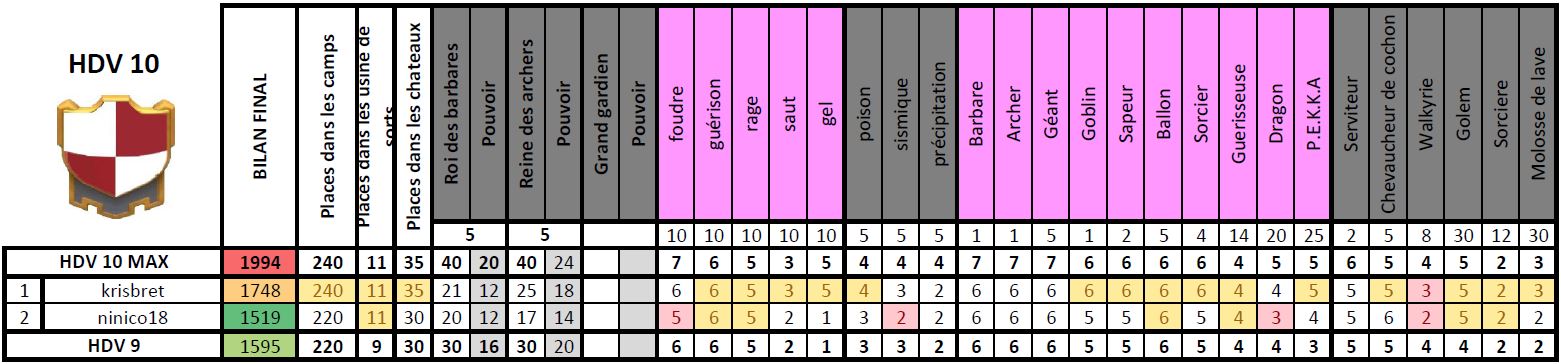 HDV 10
BILAN FINAL
Places dans les camps
Places dans les usine de
sorts
Places dans les chateaux
Roi des barbares
Pouvoir
Reine des archers
Pouvoir
Grand gardien
Pouvoir
foudre
guérison
rage
saut
gel
poison
sismique
précipitation
Barbare
Archer
Géant
Goblin
Sapeur
Ballon
Sorcier
Guerisseuse
Dragon
P.E.K.K.A
Serviteur
Chevaucheur de cochon
Walkyrie
Golem
Sorciere
Molosse de lave
5 5 10 10 10 10 10 5 5 5 1 1 5 1 2 5 4 14 20 25 2 5 8 30 12 30
HDV 10 MAX 1994 240 11 35 40 20 40 24 7 6 5 3 5 4 4 4 7 7 7 6 6 6 6 4 5 5 6 5 4 5 2 3
1 krisbret 1748 240 11 35 21 12 25 18 6 6 5 3 5 4 3 2 6 6 6 6 6 6 6 4 4 5 5 5 3 5 2 3
2 ninico18 1519 220 11 30 20 12 17 14 5 6 5 2 1 3 2 2 6 6 6 5 5 6 5 4 3 4 5 6 2 5 2 2
HDV 9 1595 220 9 30 30 16 30 20 6 6 5 2 1 3 3 2 6 6 6 5 5 6 5 4 4 3 5 5 4 4 2 2